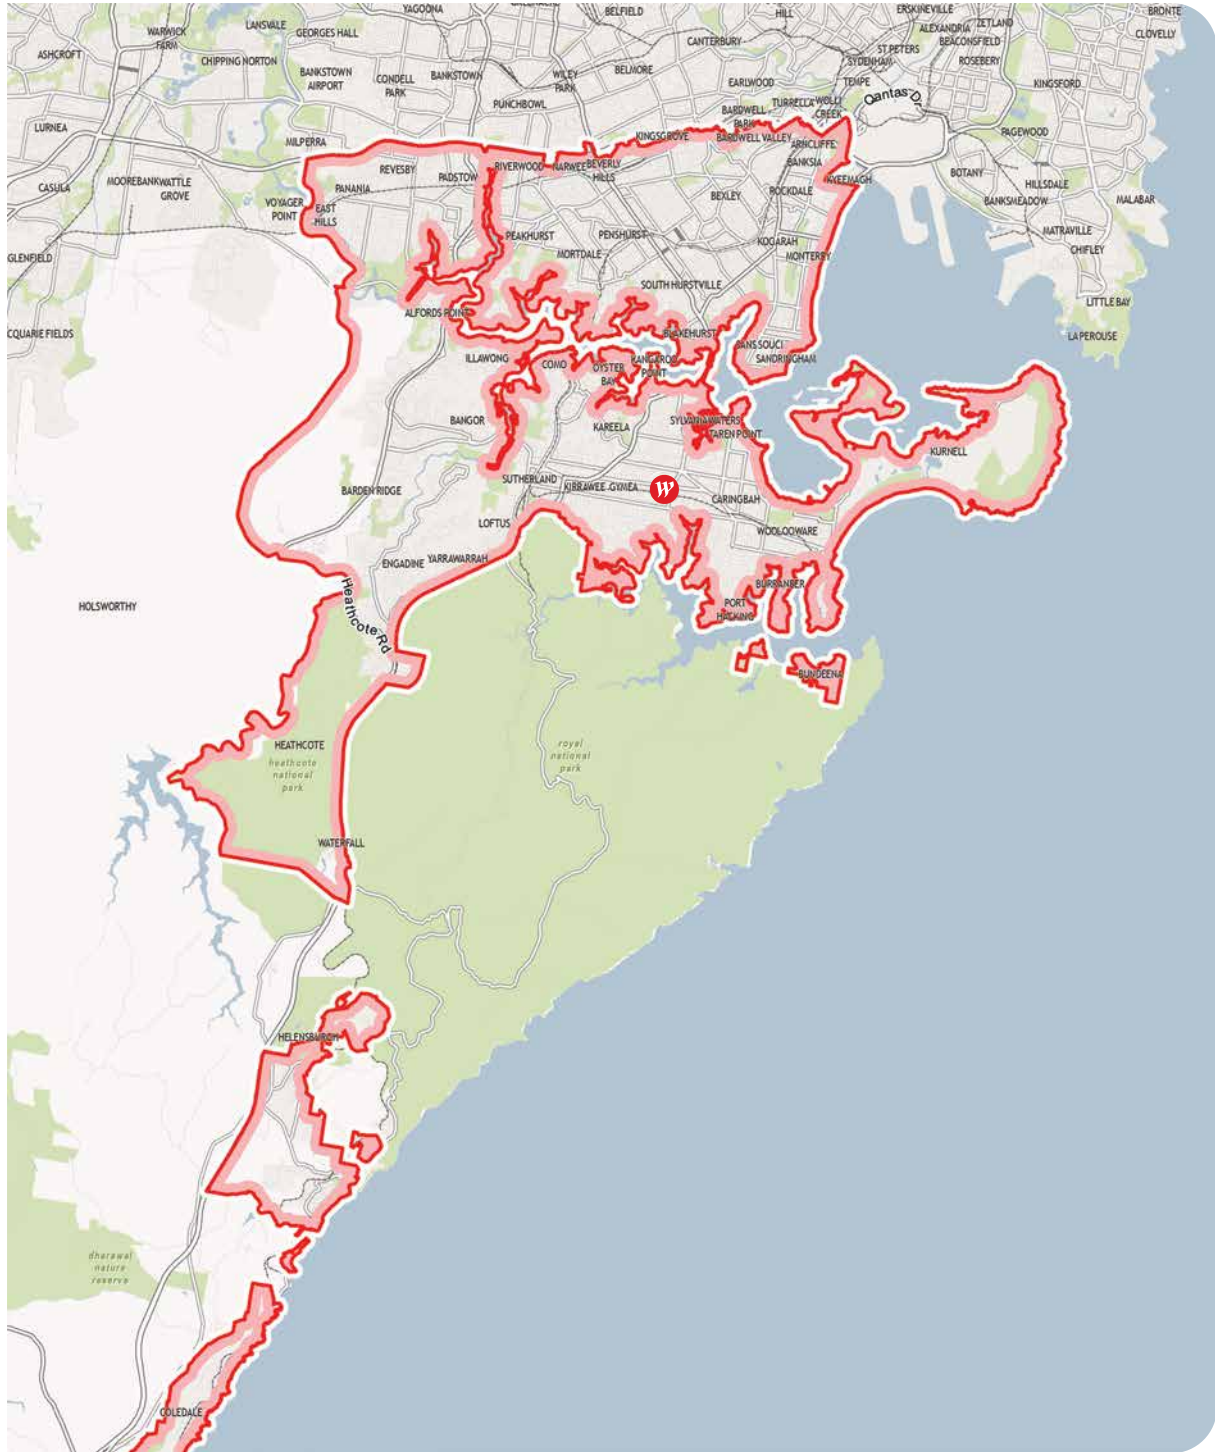 YAGOONA
BELFIELD
HILL
ERSKINEVILLE
BRONTE
LANSVALE
WARWICK
FARM
GEORGES HALL
ALEXANDRIA
ZETLAND
CLOVELLY
ASHCROFT
CHIPPING NORTON
CANTERBURY
BEACONSFIELD
ST.PETERS
SYDENHAM
ROSEBERY
BANKSTOWN
AIRPORT
CONDELL
PARK
BANKSTOWN
WILEY
PARK
BELMORE
EARLWOOD
TEMPE
KINGSFORD
PUNCHBOWL
Qantas Dr
TURRELLA
WOLLI
CREEK
BARDWELL
PARK
LURNEA
MILPERRA
KINGSGROVE
BARDWELL VALLEY
ARNCLIFFE
PAGEWOOD
REVESBY
PADSTOW
RIVERWOOD
NARWEE
BEVERLY
HILLS
BANKSIA
BOTANY
CASULA
MOOREBANK
WATTLE
GROVE
PANANIA
BEXLEY
ROCKDALE
KYEEMAGH
HILLSDALE
BANKSMEADOW
MALABAR
VOYAGER
POINT
EAST
HILLS
PEAKHURST
PENSHURST
KOGARAH
MATRAVILLE
CHIFLEY
GLENFIELD
MORTDALE
MONTEREY
SOUTH HURSTVILLE
LITTLE BAY
ALFORDS POINT
BLAKEHURST
CQUARIE FIELDS
LA PEROUSE
SANS SOUCI
SANDRINGHAM
ILLAWONG
COMO
OYSTER
BAY
KANGAROO
POINT
BANGOR
KAREELA
SYLVANIA WATERS
TAREN POINT
KURNELL
BARDEN RIDGE
SUTHERLAND
KIRRAWEE
GYMEA
W
CARINGBAH
LOFTUS
WOOLOOWARE
ENGADINE
YARRAWARRAH
BURRANEER
HOLSWORTHY
Heathcote Rd
PORT
HACKING
BUNDEENA
HEATHCOTE
heathcote
national
park
royal
national
park
WATERFALL
HELENSBURGH
dharawal
nature
reserve
COLEDALE